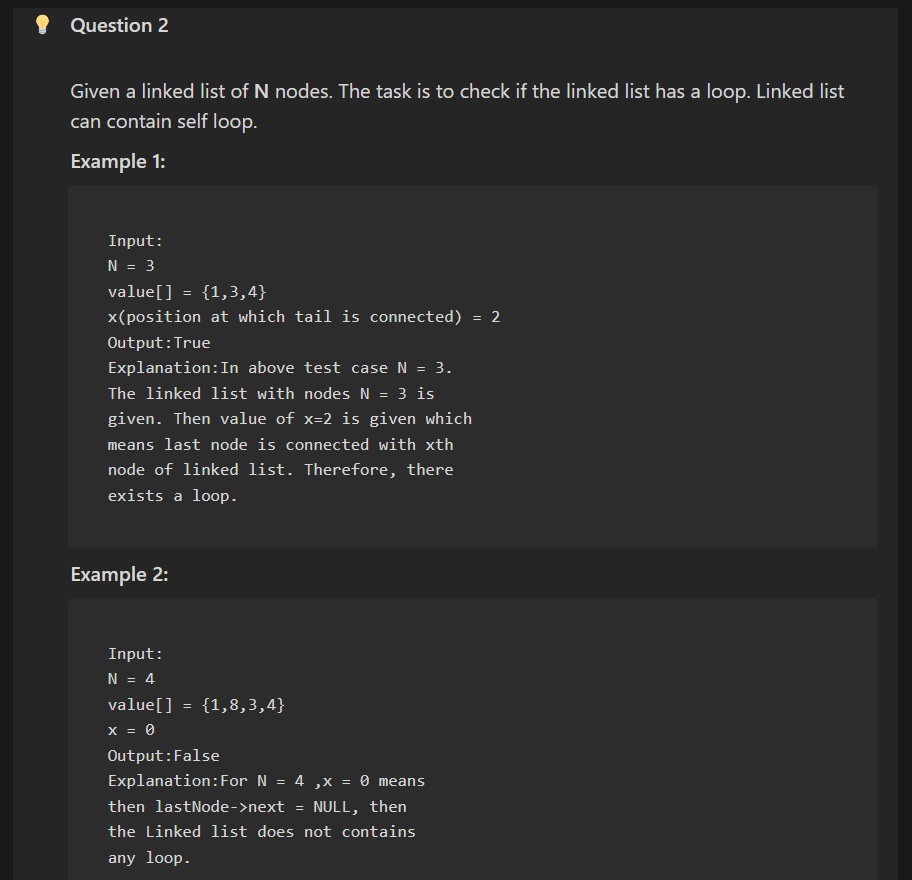 Question 2
Given a linked list of N nodes. The task is to check if the linked list has a loop. Linked list
can contain self loop.
Example 1:
Input:
N = 3
value[] = {1,3,4}
x(position at which tail is connected) = 2
Output:True
Explanation:In above test case N = 3.
The linked list with nodes N = 3 is
given. Then value of x=2 is given which
means last node is connected with xth
node of linked list. Therefore, there
exists a loop.
Example 2:
Input:
N = 4
value[] = {1,8,3,4}
x = 0
Output:False
Explanation:For N = 4 ,x = 0 means
then lastNode->next = NULL, then
the Linked list does not contains
any loop.